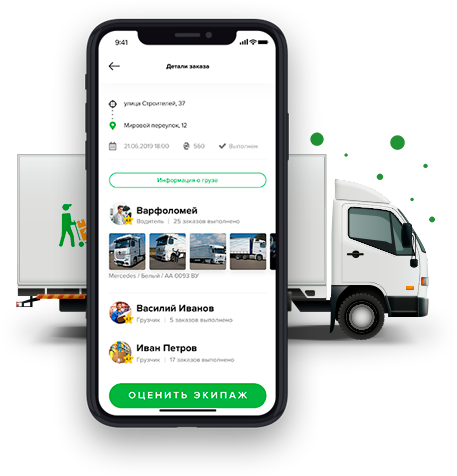 9:41
Детали заказа
улица Строителей, 37
Мировой переулок, 12
21.06.2019 18:00 560 Выполнен
Информация о грузе
Варфоломей
Водитель | 25 заказов выполнено
Mercedes / Белый / АА 0093 ВУ
Василий Иванов
Грузчик | 5 заказов выполнено
Иван Петров
Грузчик | 17 заказов выполнено
ОЦЕНИТЬ ЭКИПАЖ